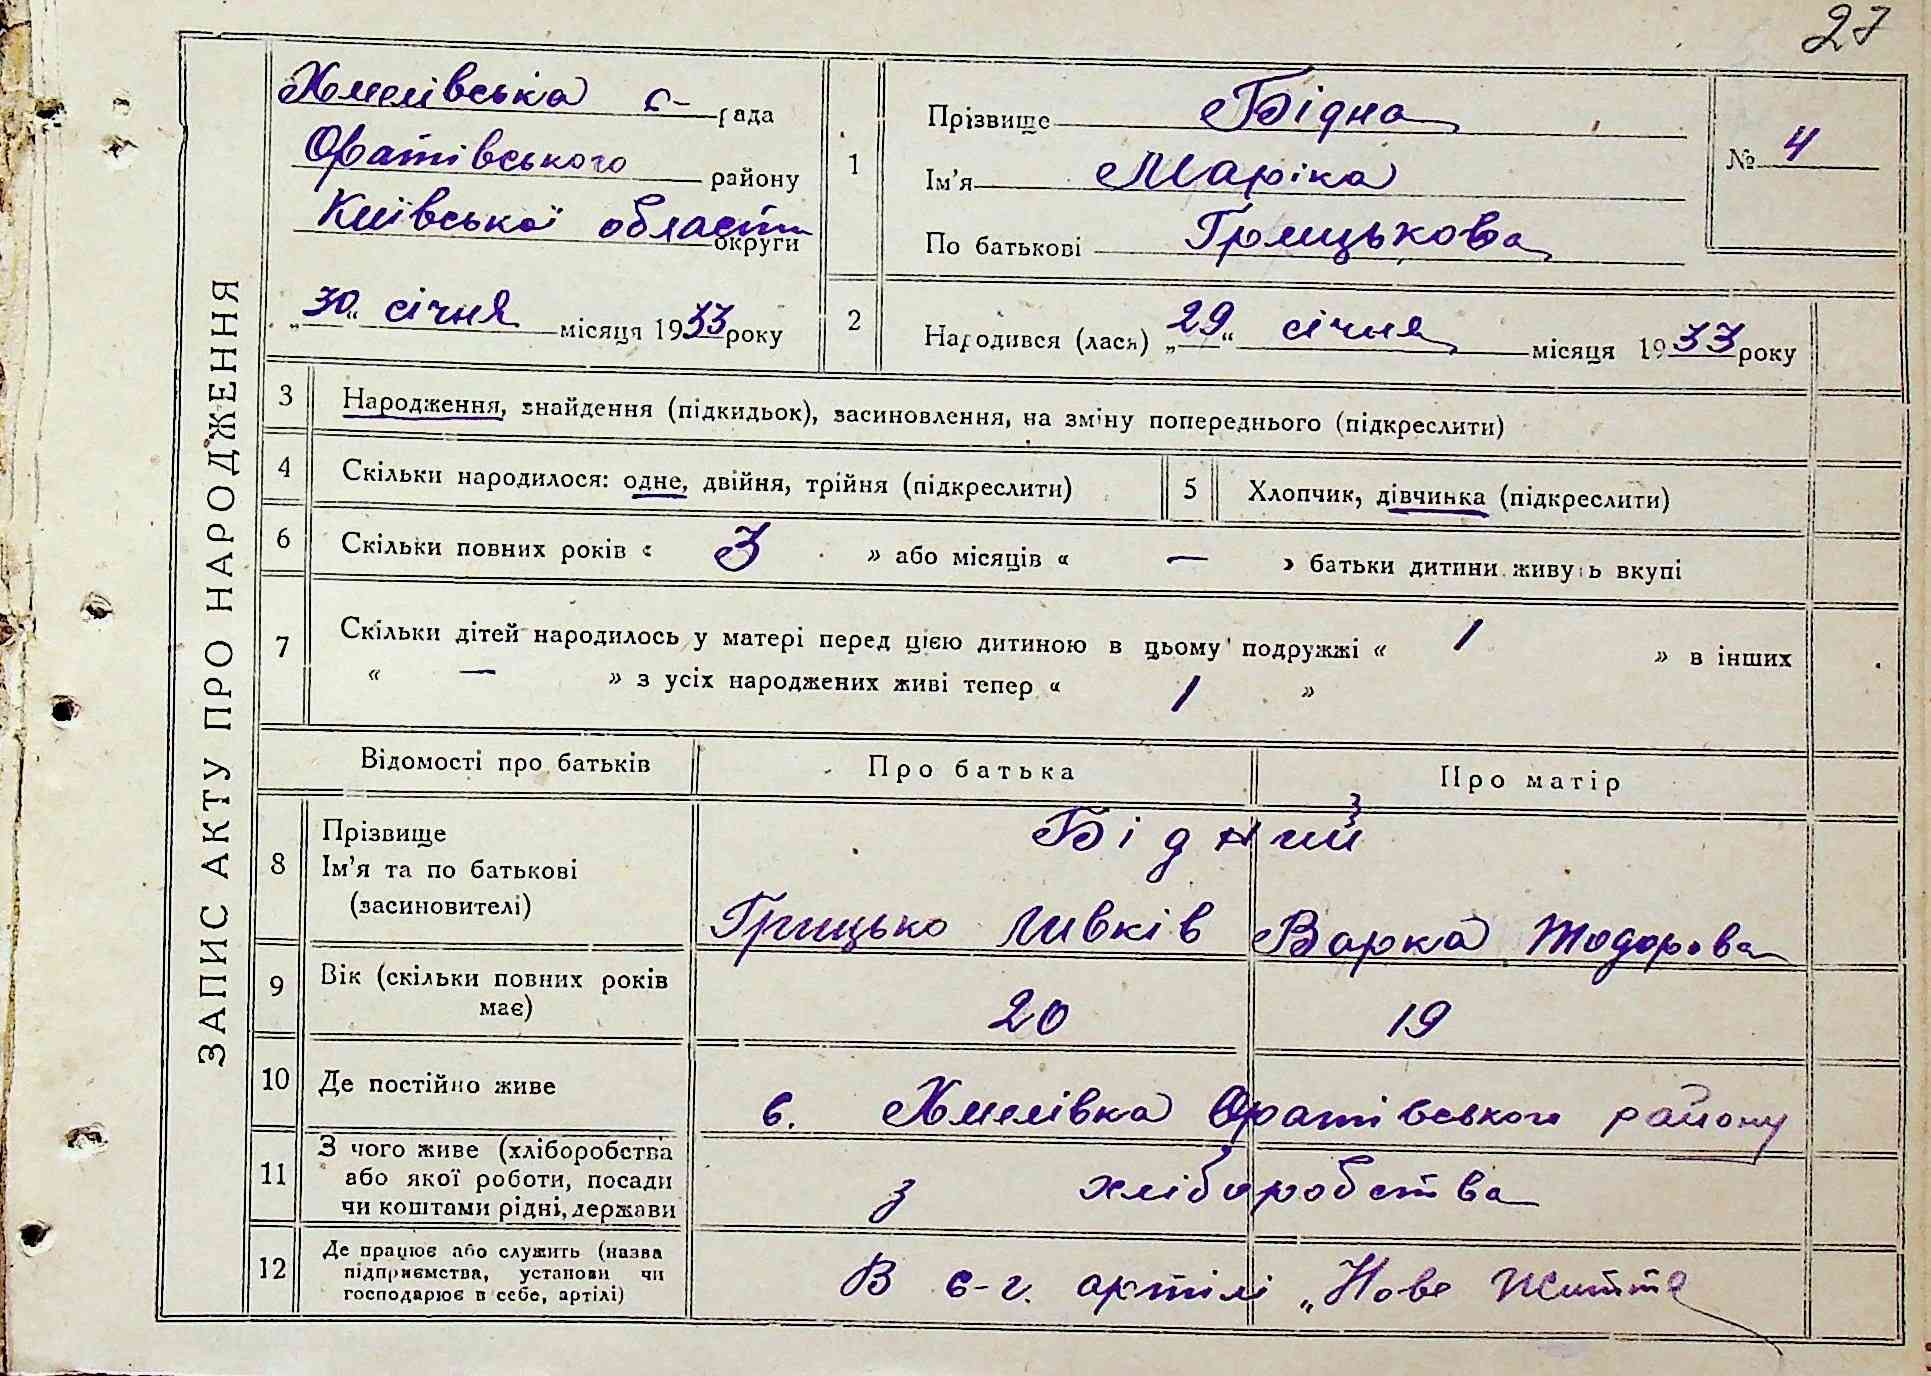 27
ЗАПИС АКТУ ПРО НАРОДЖЕННЯ
Хмелівська с- рада
Оратівського району
Київської області округи
„30“ січня місяця 1933 року
1
Прізвище Бідна
Ім'я Маріка
По батькові Грицькова
№ 4
2
Народився (лася) „29“ січня місяця 1933 року
3 Народження, знайдення (підкидьок), засиновлення, на зміну попереднього (підкреслити)
4 Скільки народилося: одне, двійня, трійня (підкреслити)
5 Хлопчик, дівчинка (підкреслити)
6 Скільки повних років « 3 » або місяців « — » батьки дитини живуть вкупі
7 Скільки дітей народилось у матері перед цією дитиною в цьому подружжі « 1 » в інших
« — » з усіх народжених живі тепер « 1 »
Відомості про батьків Про батька Про матір
8 Прізвище
Ім'я та по батькові
(засиновителі)
Бідний
Грицько Ливків Варка Тодорова
9 Вік (скільки повних років
має)
20 19
10 Де постійно живе
с. Хмелівка Оратівського району
11 З чого живе (хліборобства
або якої роботи, посади
чи коштами рідні, держави
з хліборобства
12 Де працює або служить (назва
підприємства, установи чи
господарює в себе, артілі)
В с-г. артілі „Нове Життя